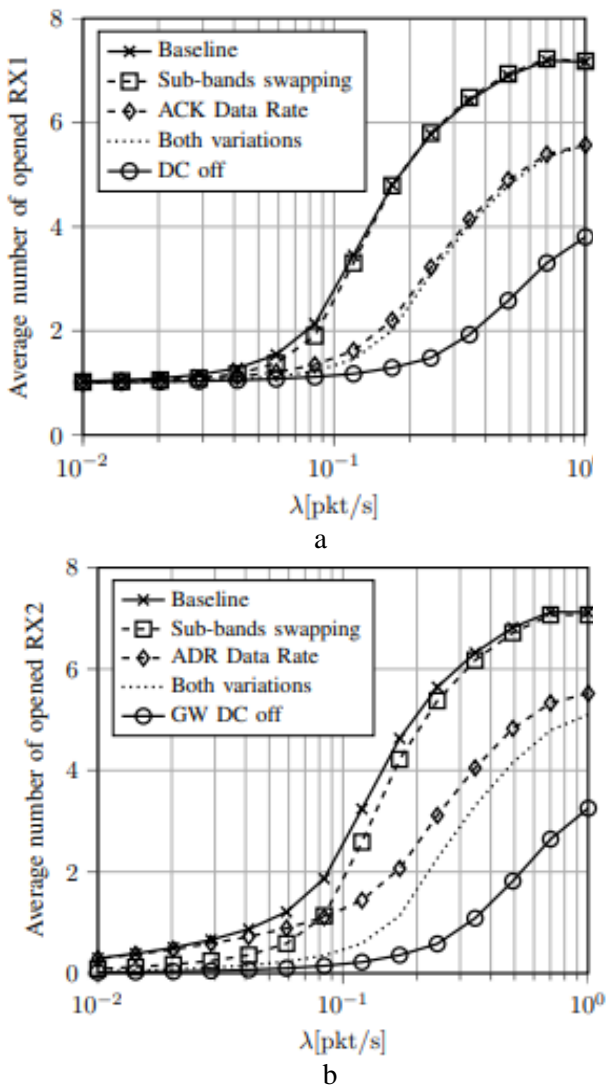 8
6
4
2
0
Average number of opened RX1
Baseline
Sub-bands swapping
ACK Data Rate
Both variations
DC off
10⁻² 10⁻¹ 10
λ[pkt/s]
a
8
6
4
2
0
Average number of opened RX2
Baseline
Sub-bands swapping
ADR Data Rate
Both variations
GW DC off
10⁻² 10⁻¹ 10⁰
λ[pkt/s]
b